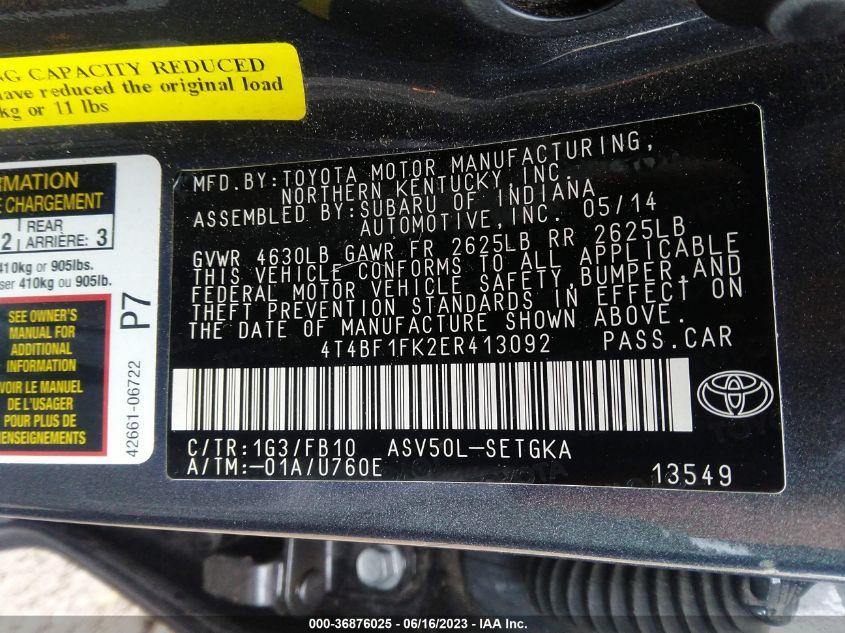 NG CAPACITY REDUCED
have reduced the original load
kg or 11 lbs
RMATION
E CHARGEMENT
2 REAR ARRIÈRE: 3
410kg or 905lbs.
ser 410kg ou 905lb.
SEE OWNER'S
MANUAL FOR
ADDITIONAL
INFORMATION
VOIR LE MANUEL
DE L'USAGER
POUR PLUS DE
RENSEIGNEMENTS
P7
42661-06722
MFD.BY:TOYOTA MOTOR MANUFACTURING,
NORTHERN KENTUCKY,INC.
ASSEMBLED BY:SUBARU OF INDIANA
AUTOMOTIVE,INC. 05/14
GVWR 4630LB GAWR FR 2625LB RR 2625LB
THIS VEHICLE CONFORMS TO ALL APPLICABLE
FEDERAL MOTOR VEHICLE SAFETY,BUMPER,AND
THEFT PREVENTION STANDARDS IN EFFECT ON
THE DATE OF MANUFACTURE SHOWN ABOVE.
4T4BF1FK2ER413092 PASS.CAR
C/TR:1G3/FB10 ASV50L-SETGKA
A/TM:-01A/U760E 13549
000-36876025 - 06/16/2023 - IAA Inc.